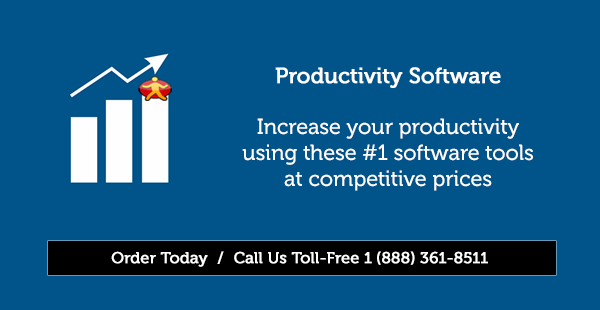 Productivity Software
Increase your productivity
using these #1 software tools
at competitive prices
Order Today / Call Us Toll-Free 1 (888) 361-8511